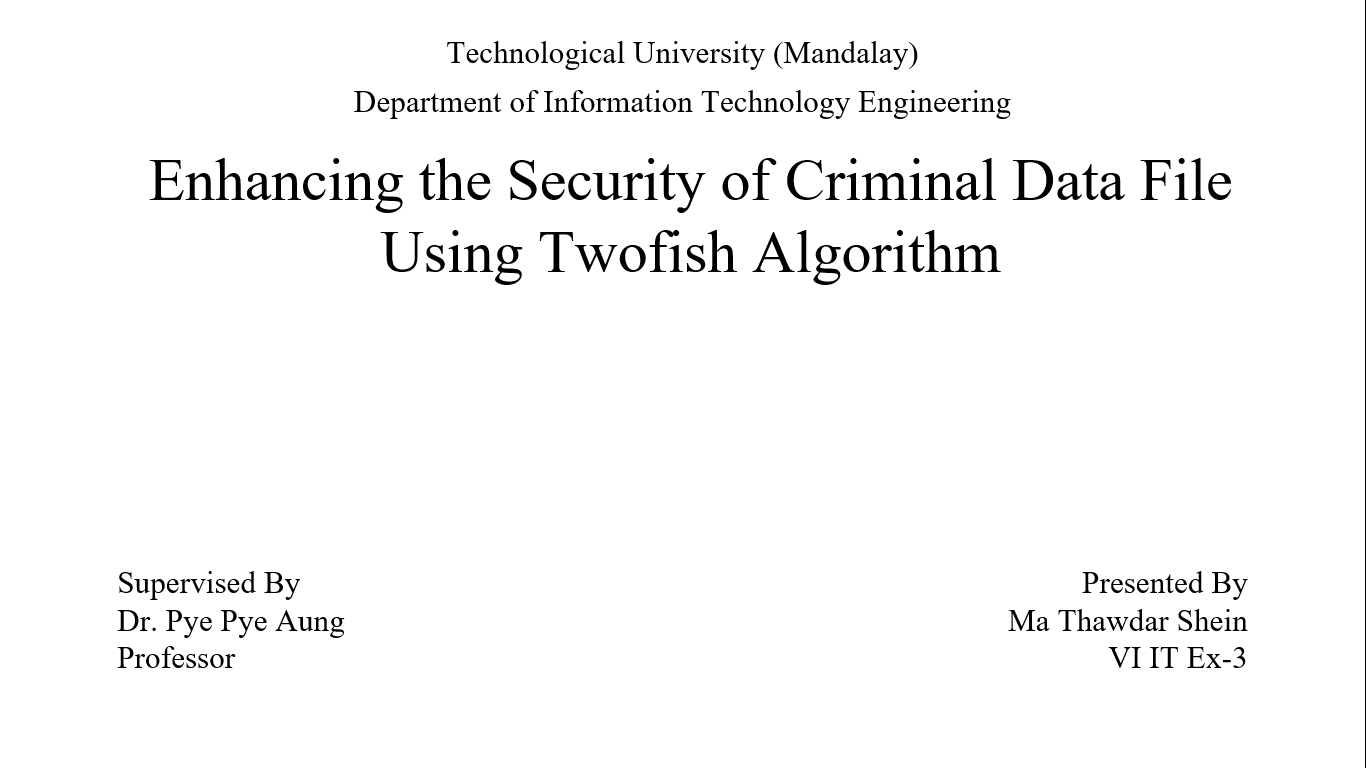 Technological University (Mandalay)
Department of Information Technology Engineering
Enhancing the Security of Criminal Data File
Using Twofish Algorithm
Supervised By
Dr. Pye Pye Aung
Professor
Presented By
Ma Thawdar Shein
VI IT Ex-3